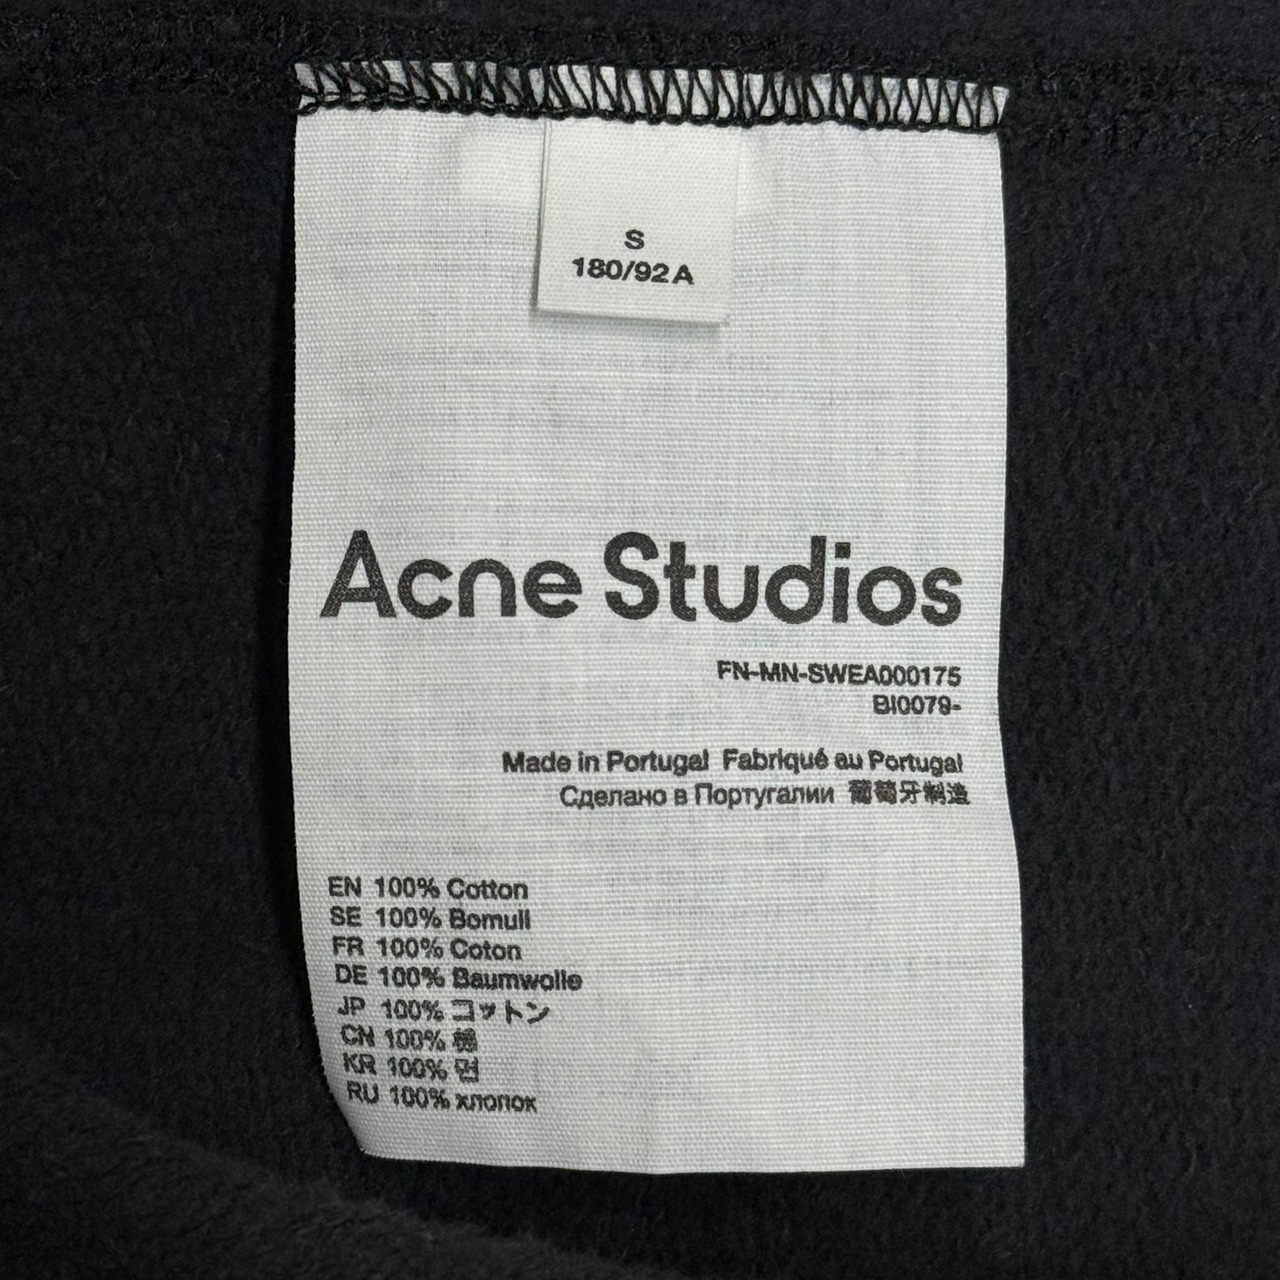 S
180/92A
Acne Studios
FN-MN-SWEA000175
BI0079-
Made in Portugal Fabriqué au Portugal
Сделано в Португалии 葡萄牙制造
EN 100% Cotton
SE 100% Bomull
FR 100% Coton
DE 100% Baumwolle
JP 100% コットン
CN 100% 棉
KR 100% 면
RU 100% хлопок